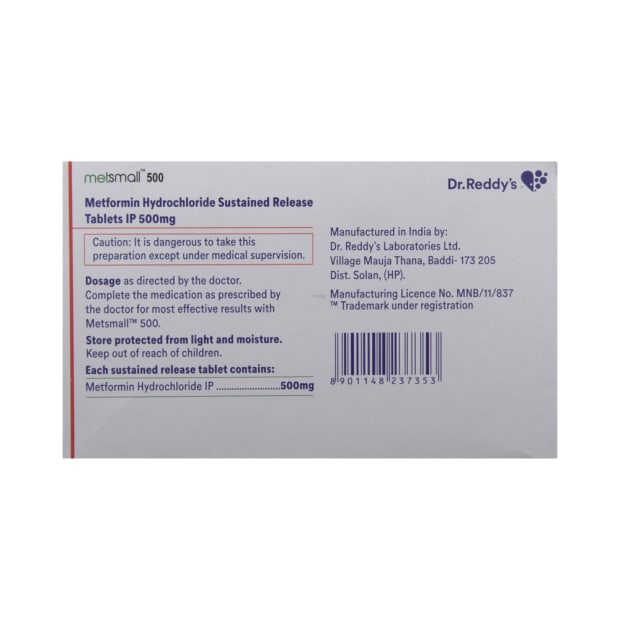 metsmall™ 500
Metformin Hydrochloride Sustained Release
Tablets IP 500mg
Caution: It is dangerous to take this
preparation except under medical supervision.
Dosage as directed by the doctor.
Complete the medication as prescribed by
the doctor for most effective results with
Metsmall™ 500.
Store protected from light and moisture.
Keep out of reach of children.
Each sustained release tablet contains:
Metformin Hydrochloride IP .........................500mg
Dr.Reddy's
Manufactured in India by:
Dr. Reddy's Laboratories Ltd.
Village Mauja Thana, Baddi- 173 205
Dist. Solan, (HP).
Manufacturing Licence No. MNB/11/837
™ Trademark under registration
8 901148 237353